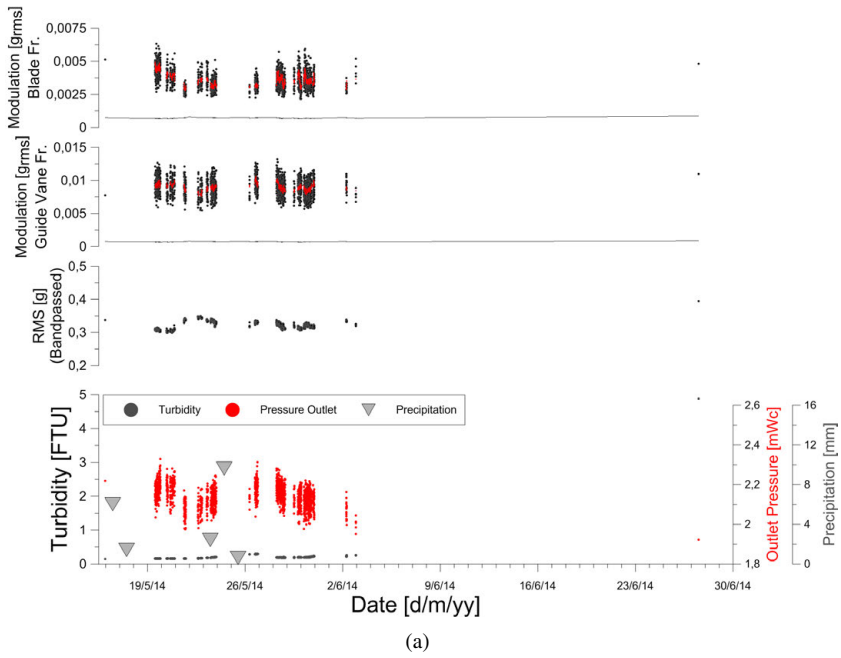 0,0075
0,005
0,0025
0
Modulation [grms]
Blade Fr.
0,015
0,01
0,005
0
Modulation [grms]
Guide Vane Fr.
0,5
0,4
0,3
0,2
RMS [g]
(Bandpassed)
Turbidity Pressure Outlet Precipitation
5
4
3
2
1
0
Turbidity [FTU]
2,6
2,4
2,2
2
1,8
Outlet Pressure [mWc]
16
12
8
4
0
Precipitation [mm]
19/5/14 26/5/14 2/6/14 9/6/14 16/6/14 23/6/14 30/6/14
Date [d/m/yy]
(a)